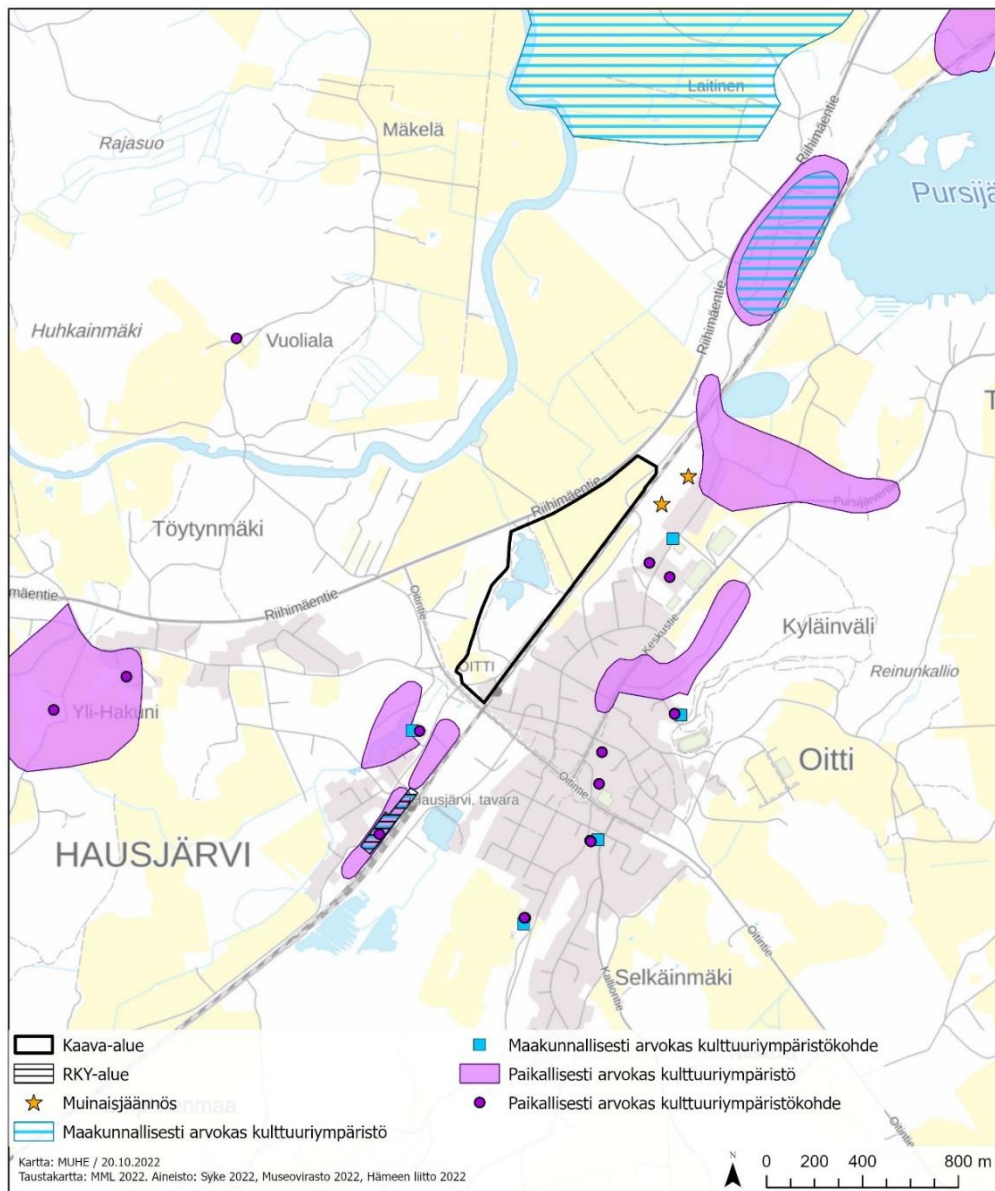 Laitinen
Mäkelä
Rajasuo
Riihimäentie
Pursijä
Huhkainmäki
Vuoliala
Riihimäentie
T
Riihimäentie
Pursijärventie
Töytynmäki
Oitintie
mäentie
Riihimäentie
Keskustie
Kyläinväli
OITTI
Reinunkallio
Yli-Hakuni
Oitti
Oitintie
Hausjärvi, tavara
HAUSJÄRVI
Oitintie
Selkäinmäki
Kalliontie
Kaava-alue
RKY-alue
Muinaisjäännös
Maakunnallisesti arvokas kulttuuriympäristö
Maakunnallisesti arvokas kulttuuriympäristökohde
Paikallisesti arvokas kulttuuriympäristö
Paikallisesti arvokas kulttuuriympäristökohde
Oitintie
Kartta: MUHE / 20.10.2022
Taustakartta: MML 2022. Aineisto: Syke 2022, Museovirasto 2022, Hämeen liitto 2022
N
0 200 400 800 m